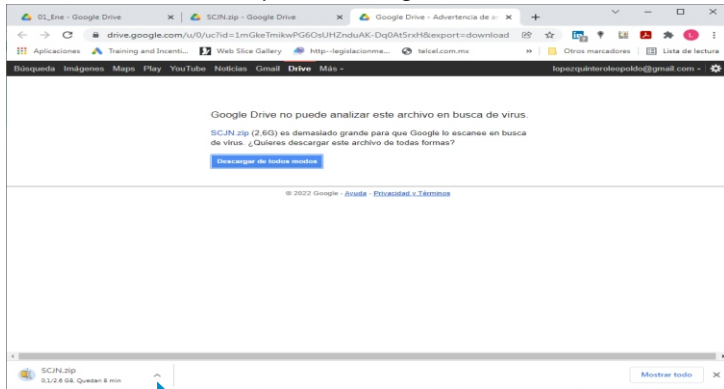 01_Ene - Google Drive
SCJN.zip - Google Drive
Google Drive - Advertencia de a
drive.google.com/u/0/uc?id=1mGkeTmikwPG6OsUHZnduAK-Dq0At5rxH&export=download
Aplicaciones Training and Incenti... Web Slice Gallery http--legislacionme... telcel.com.mx » Otros marcadores Lista de lectura
Búsqueda Imágenes Maps Play YouTube Noticias Gmail Drive Más lopezquinteroleopoldo@gmail.com
Google Drive no puede analizar este archivo en busca de virus.
SCJN.zip (2,6G) es demasiado grande para que Google lo escanee en busca
de virus. ¿Quieres descargar este archivo de todas formas?
Descargar de todos modos
© 2022 Google - Ayuda - Privacidad y Términos
SCJN.zip
0,1/2.6 GB, Quedan 8 min
Mostrar todo